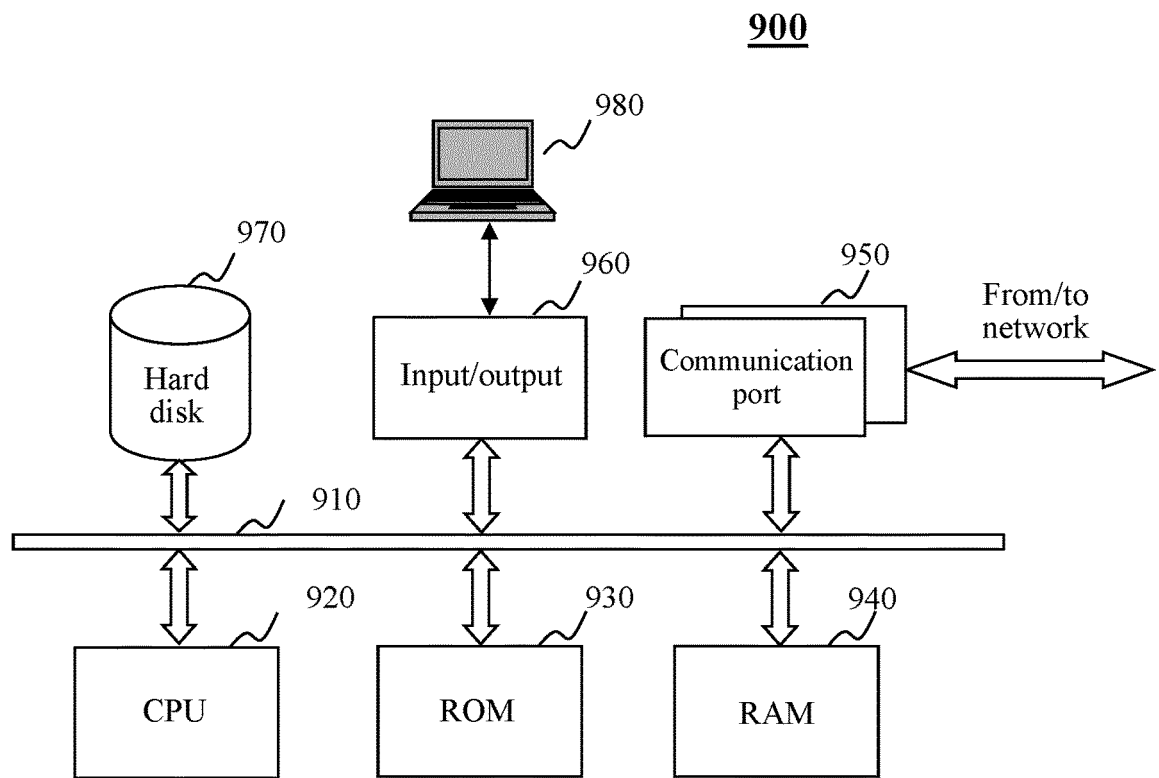 900
980
970
960
950
From/to
network
Hard
disk
Input/output
Communication
port
910
920
930
940
CPU
ROM
RAM